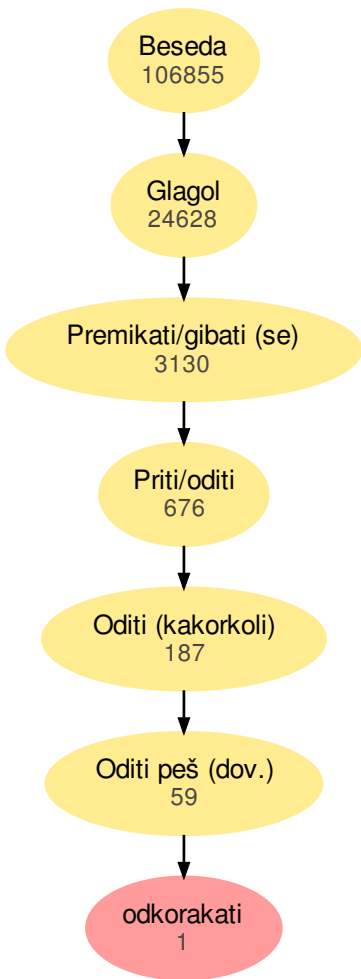 Beseda
106855
Glagol
24628
Premikati/gibati (se)
3130
Priti/oditi
676
Oditi (kakorkoli)
187
Oditi peš (dov.)
59
odkorakati
1